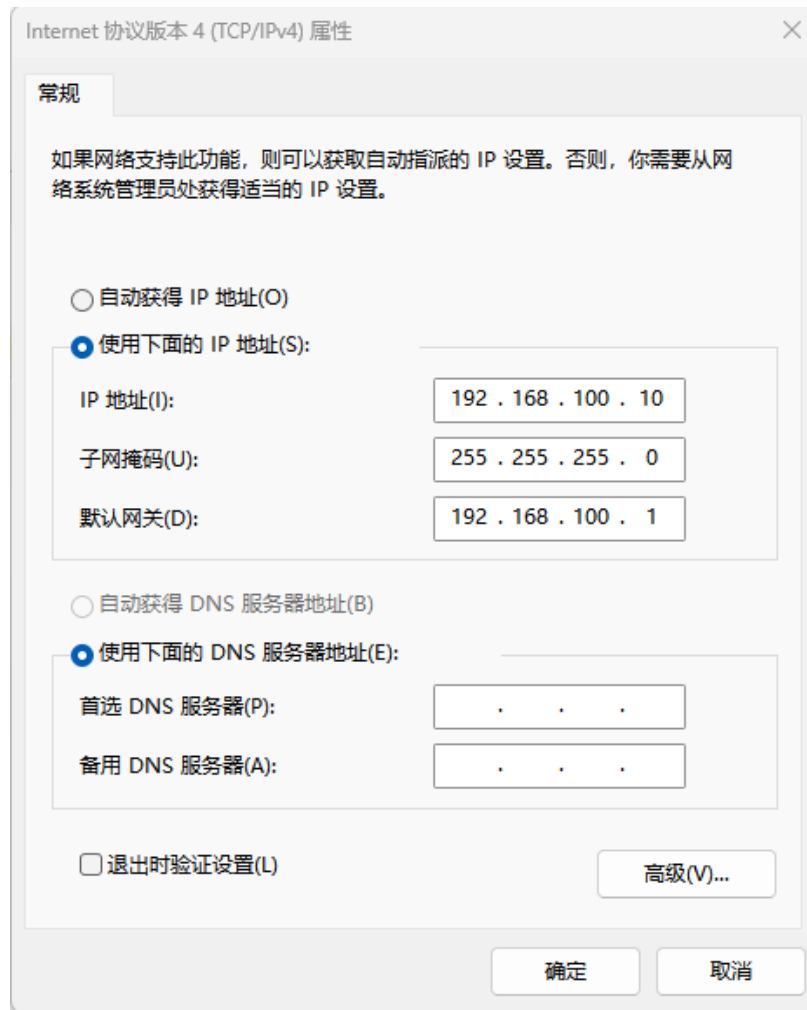 Internet 协议版本 4 (TCP/IPv4) 属性
常规
如果网络支持此功能，则可以获取自动指派的 IP 设置。否则，你需要从网
络系统管理员处获得适当的 IP 设置。
自动获得 IP 地址(O)
使用下面的 IP 地址(S):
IP 地址(I): 192 . 168 . 100 . 10
子网掩码(U): 255 . 255 . 255 . 0
默认网关(D): 192 . 168 . 100 . 1
自动获得 DNS 服务器地址(B)
使用下面的 DNS 服务器地址(E):
首选 DNS 服务器(P): . . .
备用 DNS 服务器(A): . . .
退出时验证设置(L)
高级(V)...
确定 取消